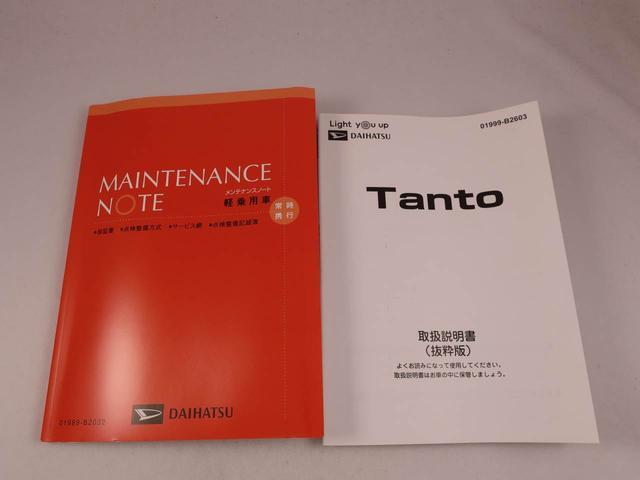 MAINTENANCE
NOTE
メンテナンスノート
軽乗用車
常時
携行
●保証書 ●点検整備方式 ●サービス網 ●点検整備記録簿
DAIHATSU
01999-B2032
Light you up
DAIHATSU
01999-B2603
Tanto
取扱説明書
(抜粋版)
よくお読みになって使用してください。
取扱説明書はお車の中に保管しましょう。